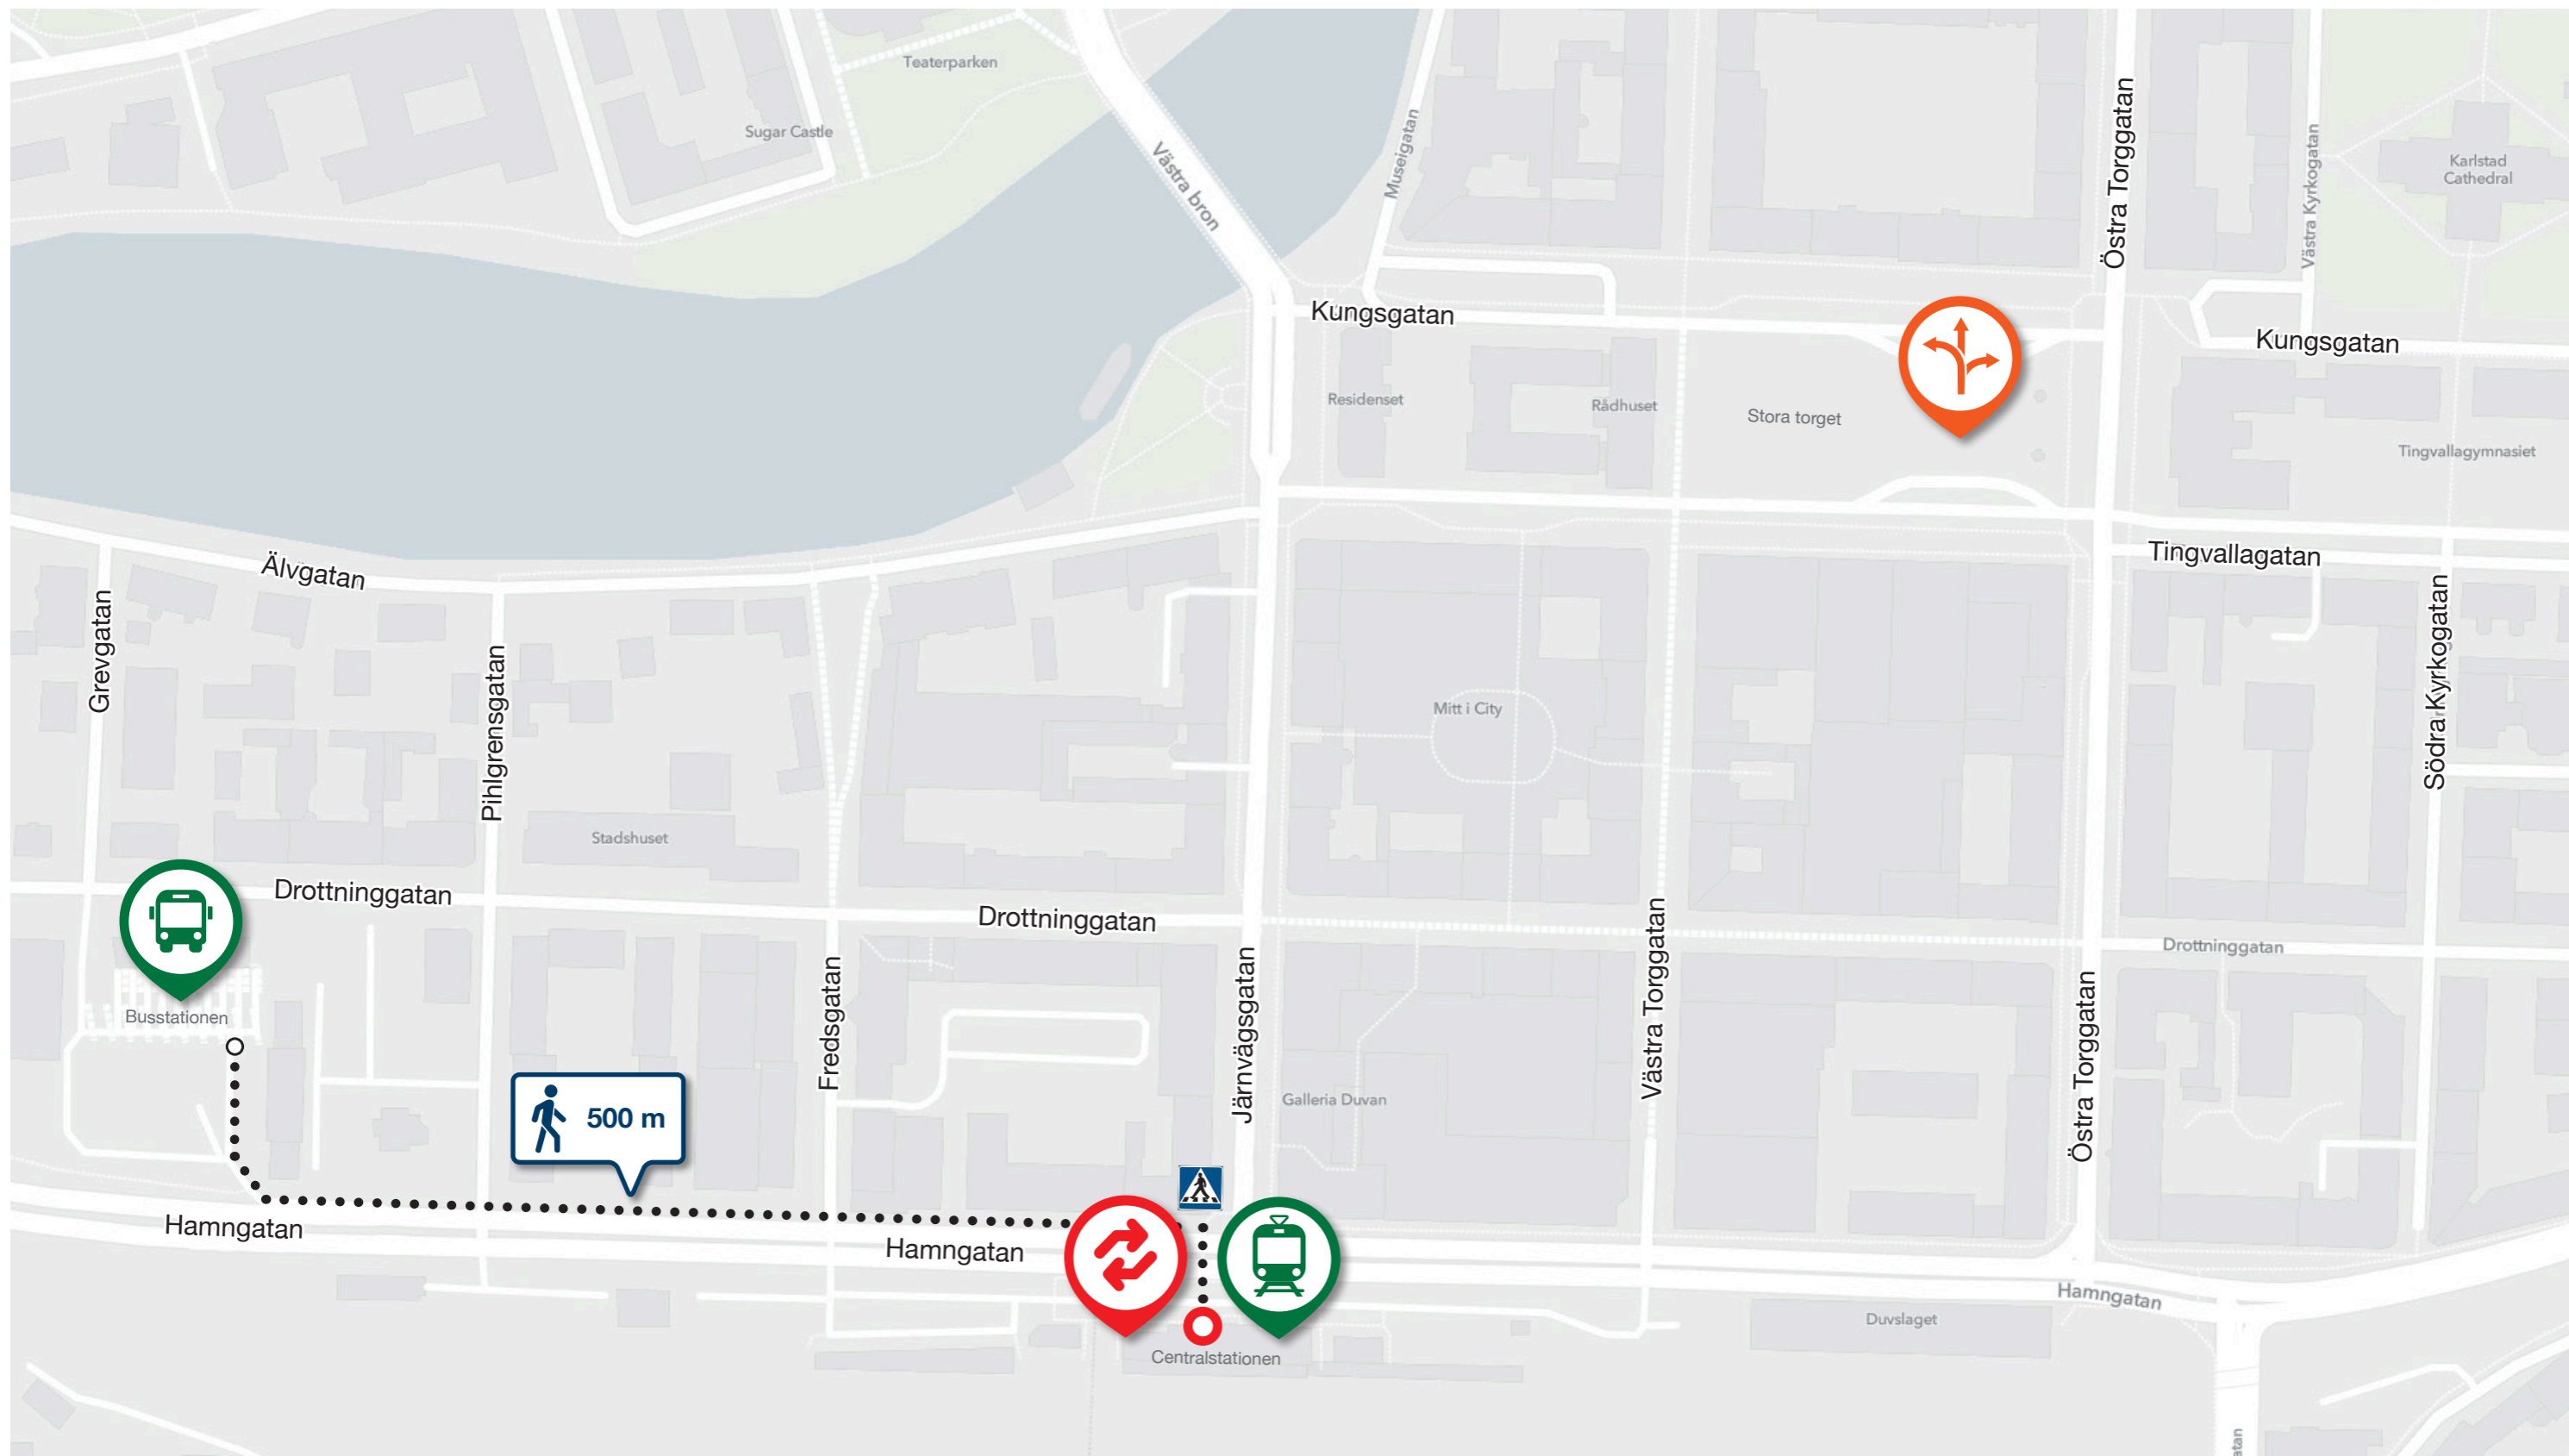 Teaterparken
Sugar Castle
Västra bron
Museigatan
Östra Torggatan
Västra Kyrkogatan
Karlstad
Cathedral
Kungsgatan
Kungsgatan
Residenset
Rådhuset
Stora torget
Tingvallagymnasiet
Älvgatan
Tingvallagatan
Grevgatan
Pihlgrensgatan
Södra Kyrkogatan
Mitt i City
Stadshuset
Drottninggatan
Drottninggatan
Drottninggatan
Busstationen
Fredsgatan
Järnvägsgatan
Västra Torggatan
Östra Torggatan
500 m
Galleria Duvan
Hamngatan
Hamngatan
Hamngatan
Duvslaget
Centralstationen